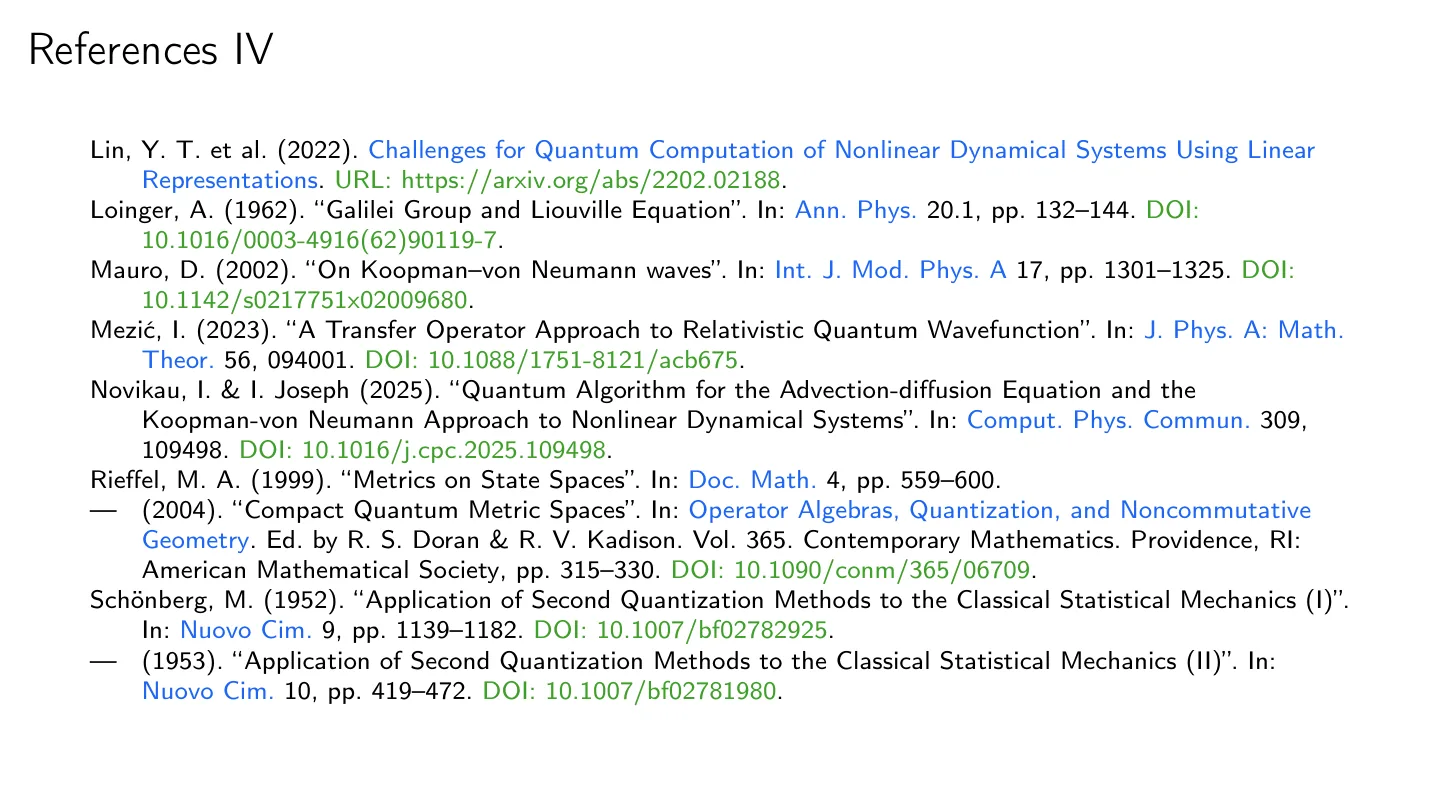 References IV
Lin, Y. T. et al. (2022). Challenges for Quantum Computation of Nonlinear Dynamical Systems Using Linear
Representations. URL: https://arxiv.org/abs/2202.02188.
Loinger, A. (1962). “Galilei Group and Liouville Equation”. In: Ann. Phys. 20.1, pp. 132–144. DOI:
10.1016/0003-4916(62)90119-7.
Mauro, D. (2002). “On Koopman–von Neumann waves”. In: Int. J. Mod. Phys. A 17, pp. 1301–1325. DOI:
10.1142/s0217751x02009680.
Mezić, I. (2023). “A Transfer Operator Approach to Relativistic Quantum Wavefunction”. In: J. Phys. A: Math.
Theor. 56, 094001. DOI: 10.1088/1751-8121/acb675.
Novikau, I. & I. Joseph (2025). “Quantum Algorithm for the Advection-diffusion Equation and the
Koopman-von Neumann Approach to Nonlinear Dynamical Systems”. In: Comput. Phys. Commun. 309,
109498. DOI: 10.1016/j.cpc.2025.109498.
Rieffel, M. A. (1999). “Metrics on State Spaces”. In: Doc. Math. 4, pp. 559–600.
— (2004). “Compact Quantum Metric Spaces”. In: Operator Algebras, Quantization, and Noncommutative
Geometry. Ed. by R. S. Doran & R. V. Kadison. Vol. 365. Contemporary Mathematics. Providence, RI:
American Mathematical Society, pp. 315–330. DOI: 10.1090/conm/365/06709.
Schönberg, M. (1952). “Application of Second Quantization Methods to the Classical Statistical Mechanics (I)”.
In: Nuovo Cim. 9, pp. 1139–1182. DOI: 10.1007/bf02782925.
— (1953). “Application of Second Quantization Methods to the Classical Statistical Mechanics (II)”. In:
Nuovo Cim. 10, pp. 419–472. DOI: 10.1007/bf02781980.